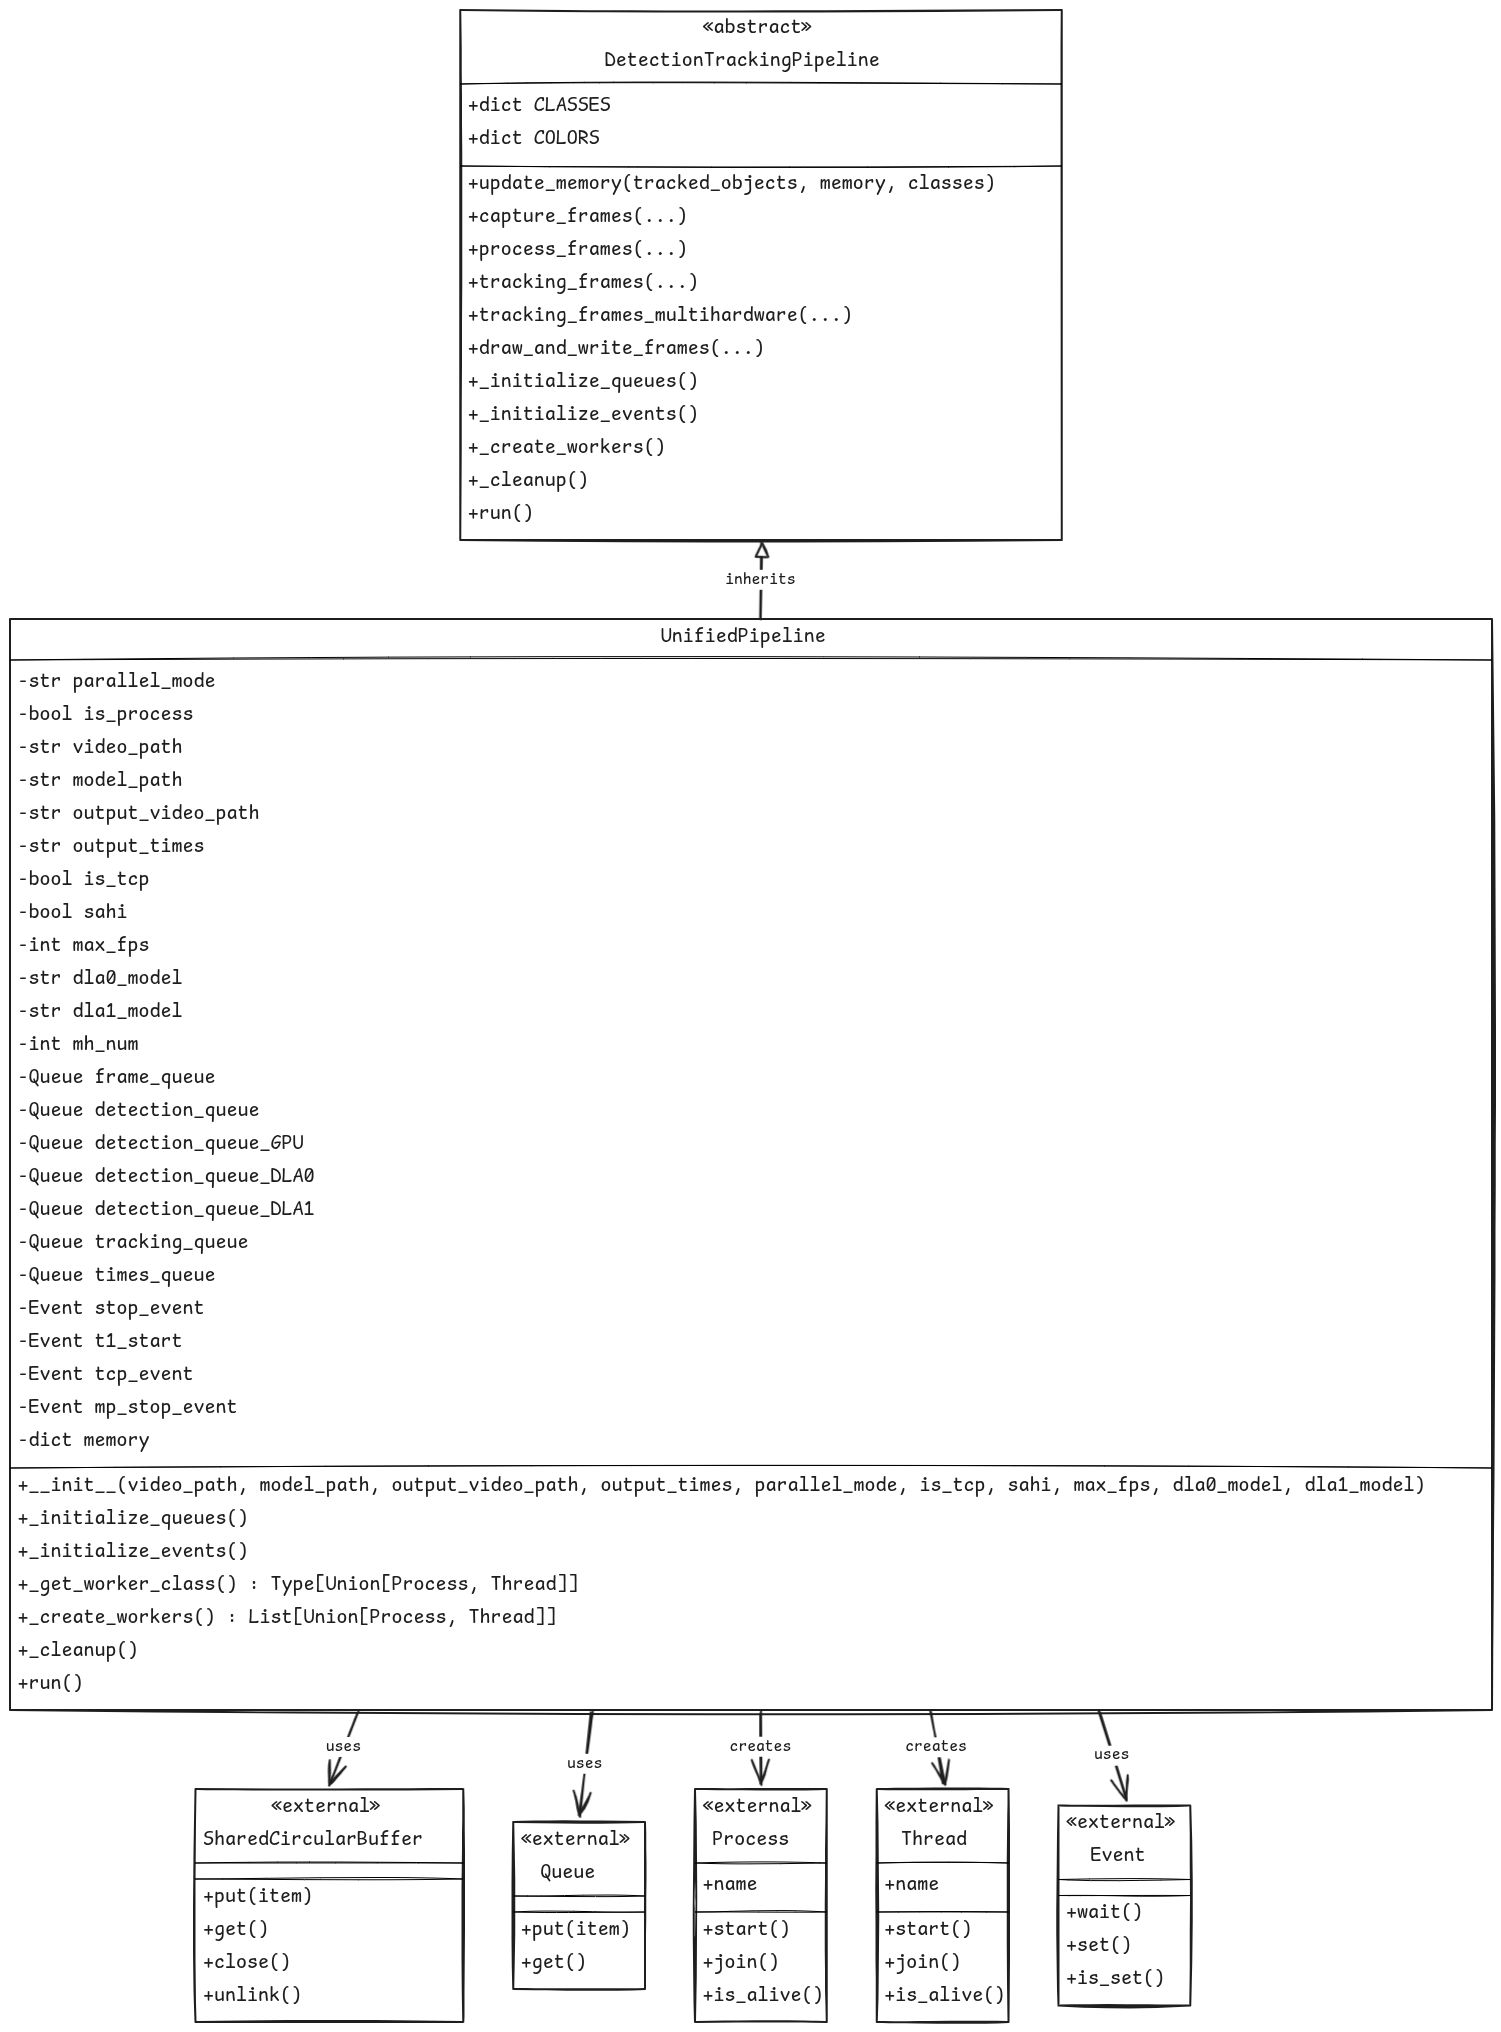 «abstract»
DetectionTrackingPipeline
+dict CLASSES
+dict COLORS
+update_memory(tracked_objects, memory, classes)
+capture_frames(...)
+process_frames(...)
+tracking_frames(...)
+tracking_frames_multihardware(...)
+draw_and_write_frames(...)
+_initialize_queues()
+_initialize_events()
+_create_workers()
+_cleanup()
+run()
inherits
UnifiedPipeline
-str parallel_mode
-bool is_process
-str video_path
-str model_path
-str output_video_path
-str output_times
-bool is_tcp
-bool sahi
-int max_fps
-str dla0_model
-str dla1_model
-int mh_num
-Queue frame_queue
-Queue detection_queue
-Queue detection_queue_GPU
-Queue detection_queue_DLA0
-Queue detection_queue_DLA1
-Queue tracking_queue
-Queue times_queue
-Event stop_event
-Event t1_start
-Event tcp_event
-Event mp_stop_event
-dict memory
+__init__(video_path, model_path, output_video_path, output_times, parallel_mode, is_tcp, sahi, max_fps, dla0_model, dla1_model)
+_initialize_queues()
+_initialize_events()
+_get_worker_class() : Type[Union[Process, Thread]]
+_create_workers() : List[Union[Process, Thread]]
+_cleanup()
+run()
uses
uses
creates
creates
uses
«external»
SharedCircularBuffer
+put(item)
+get()
+close()
+unlink()
«external»
Queue
+put(item)
+get()
«external»
Process
+name
+start()
+join()
+is_alive()
«external»
Thread
+name
+start()
+join()
+is_alive()
«external»
Event
+wait()
+set()
+is_set()